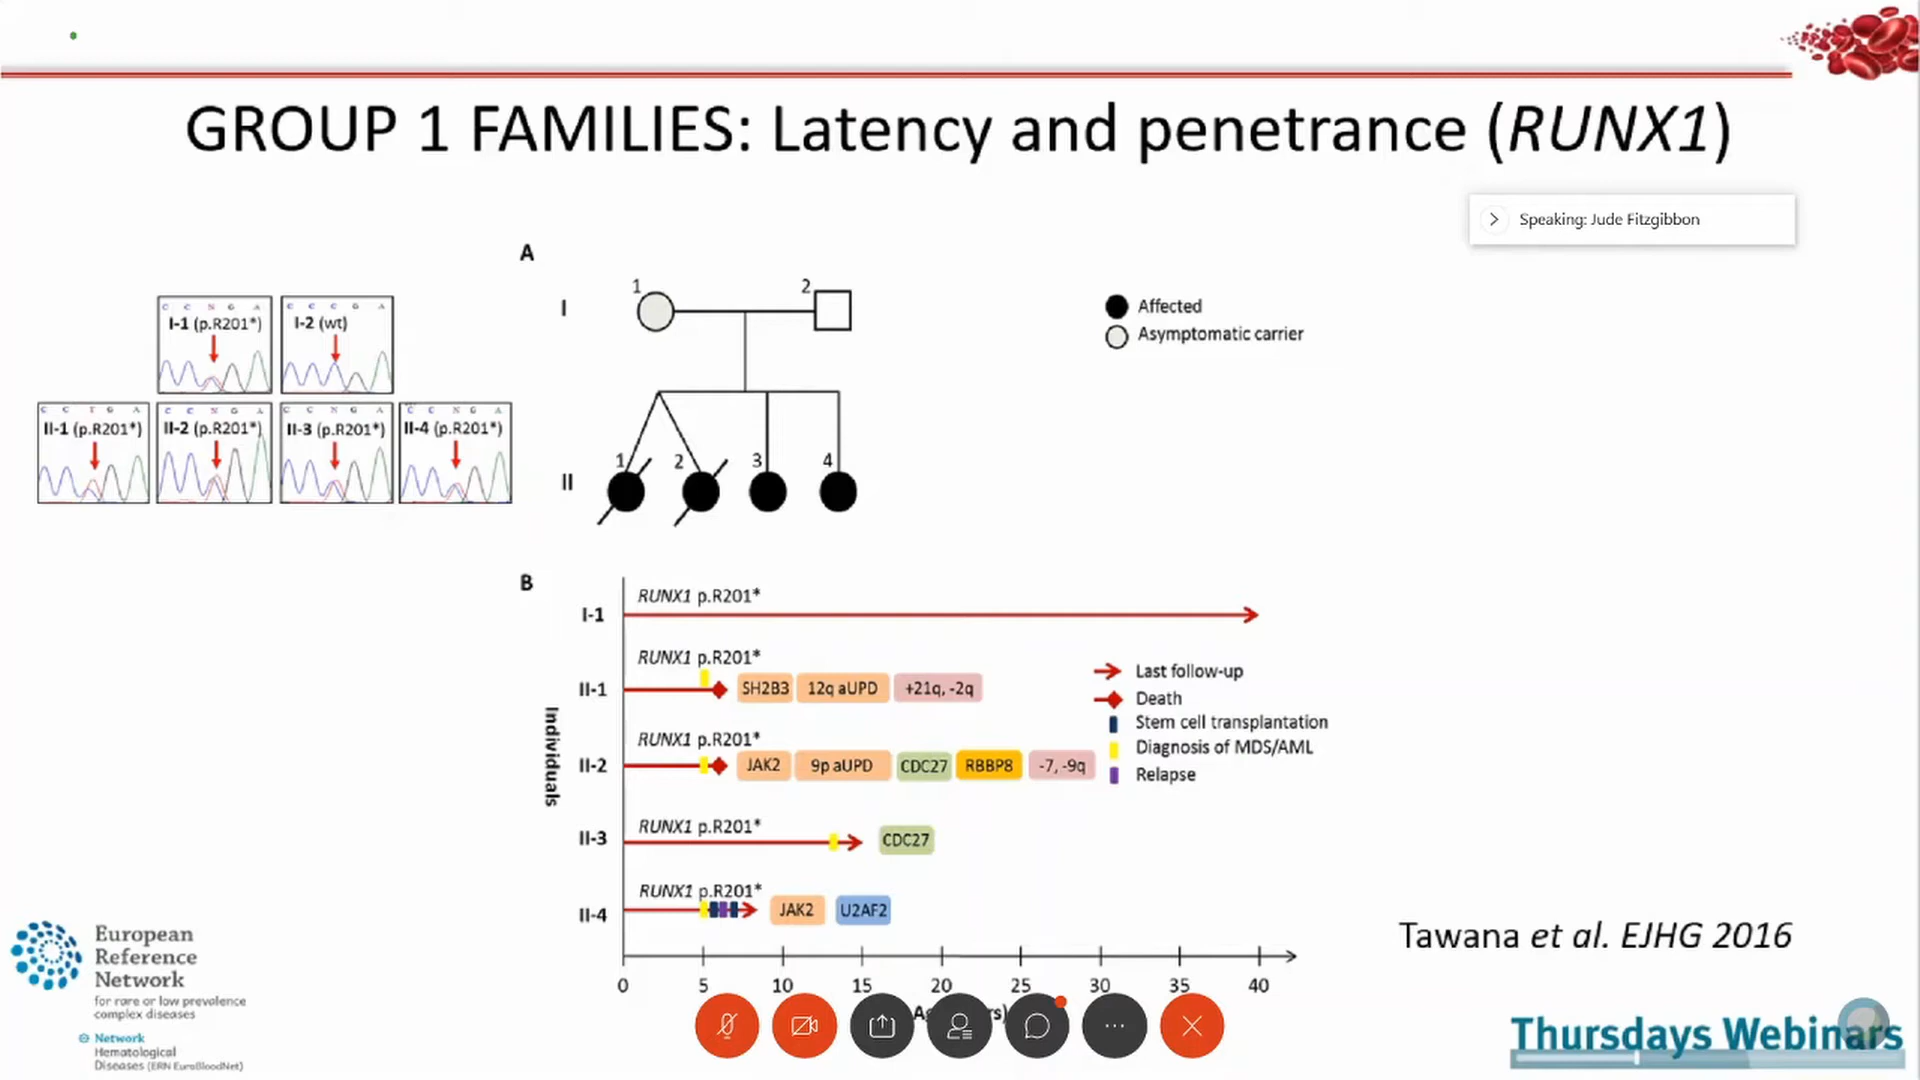 GROUP 1 FAMILIES: Latency and penetrance (RUNX1)
Speaking: Jude Fitzgibbon
A
C C N G A
I-1 (p.R201*)
C C C G A
I-2 (wt)
C C T G A
II-1 (p.R201*)
C C N G A
II-2 (p.R201*)
C C N G A
II-3 (p.R201*)
C C N G A
II-4 (p.R201*)
I
1
2
II
1
2
3
4
Affected
Asymptomatic carrier
B
Individuals
I-1
RUNX1 p.R201*
II-1
RUNX1 p.R201*
SH2B3
12q aUPD
+21q, -2q
II-2
RUNX1 p.R201*
JAK2
9p aUPD
CDC27
RBBP8
-7, -9q
II-3
RUNX1 p.R201*
CDC27
II-4
RUNX1 p.R201*
JAK2
U2AF2
Last follow-up
Death
Stem cell transplantation
Diagnosis of MDS/AML
Relapse
0 5 10 15 20 25 30 35 40
Tawana et al. EJHG 2016
European
Reference
Network
for rare or low prevalence
complex diseases
Network
Hematological
Diseases (ERN EuroBloodNet)
Thursdays Webinars